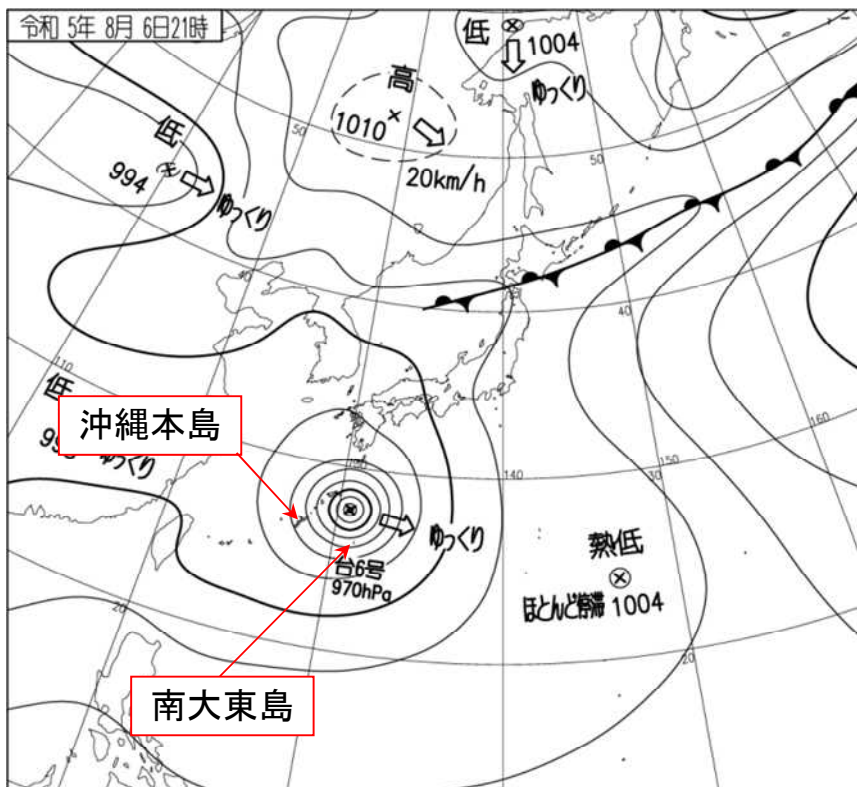 令和 5年 8月 6日21時
低
1004
ゆっくり
高
1010
20km/h
低
994
ゆっくり
50
50
40
40
110
低
ゆっくり
沖縄本島
130
140
150
160
ゆっくり
台6号
970hPa
熱低
ほとんど停滞 1004
20
20
南大東島